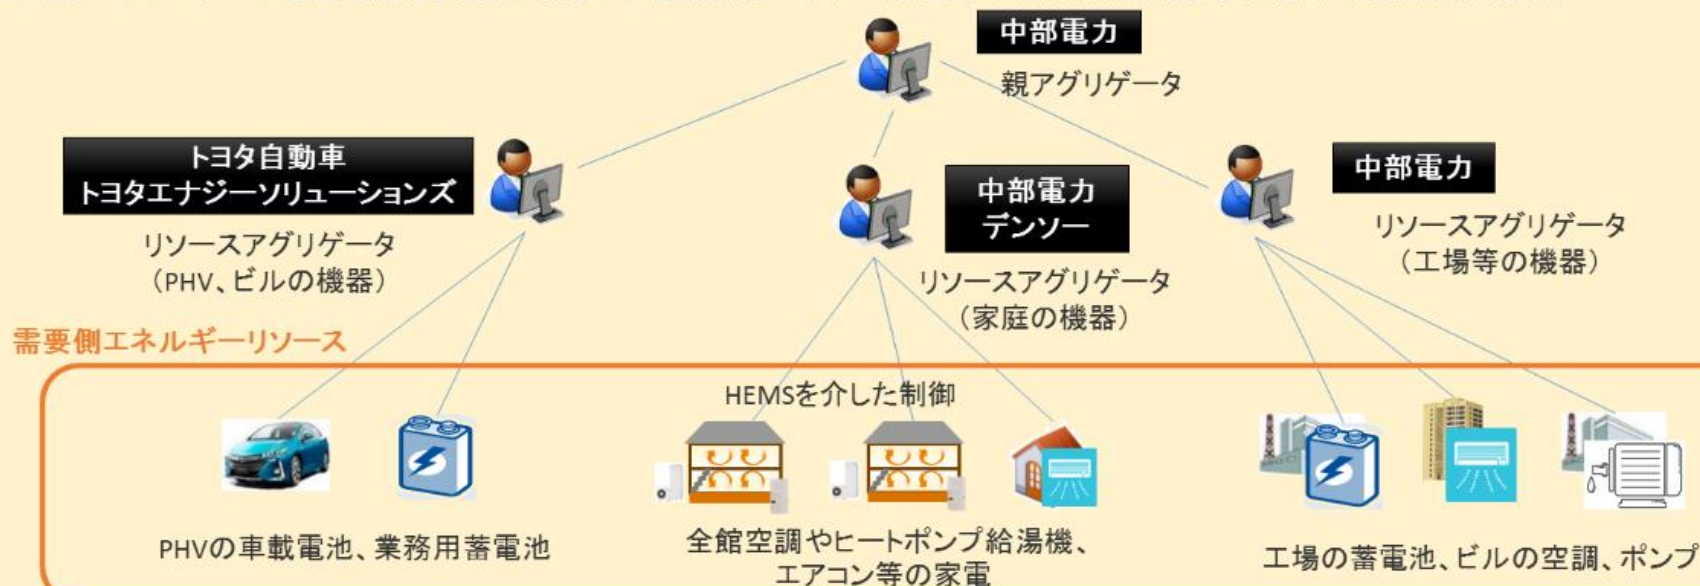 中部電力
親アグリゲータ
トヨタ自動車
トヨタエナジーソリューションズ
リソースアグリゲータ
（PHV、ビルの機器）
中部電力
デンソー
リソースアグリゲータ
（家庭の機器）
中部電力
リソースアグリゲータ
（工場等の機器）
需要側エネルギーリソース
HEMSを介した制御
PHVの車載電池、業務用蓄電池
全館空調やヒートポンプ給湯機、
エアコン等の家電
工場の蓄電池、ビルの空調、ポンプ